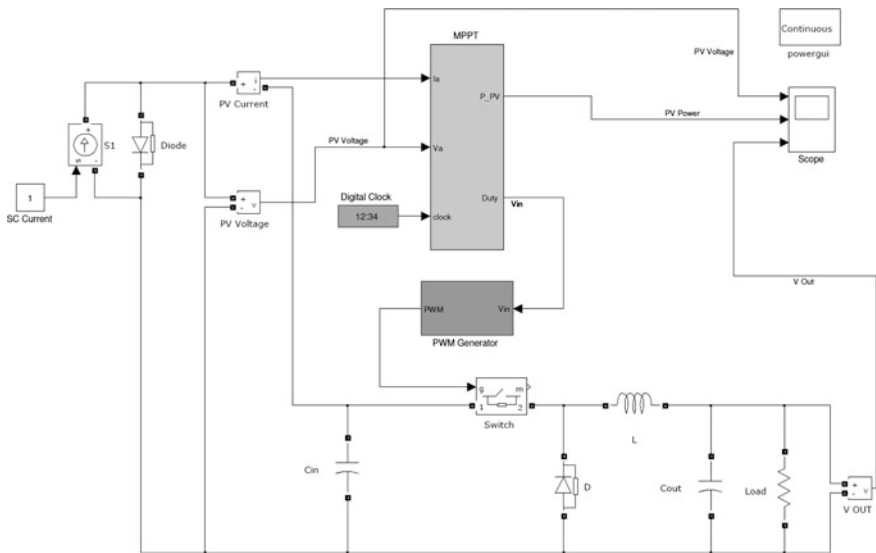 MPPT
Continuous
powergui
PV Voltage
Ia
P_PV
PV Power
Scope
+ i
-
PV Current
+
S1
s -
Diode
PV Voltage
Va
1
SC Current
+
v
-
PV Voltage
Digital Clock
12:34
clock
Duty
Vin
V Out
PWM
Vin
PWM Generator
g m
1 2
Switch
L
Cin
D
Cout
Load
+
v
-
V OUT